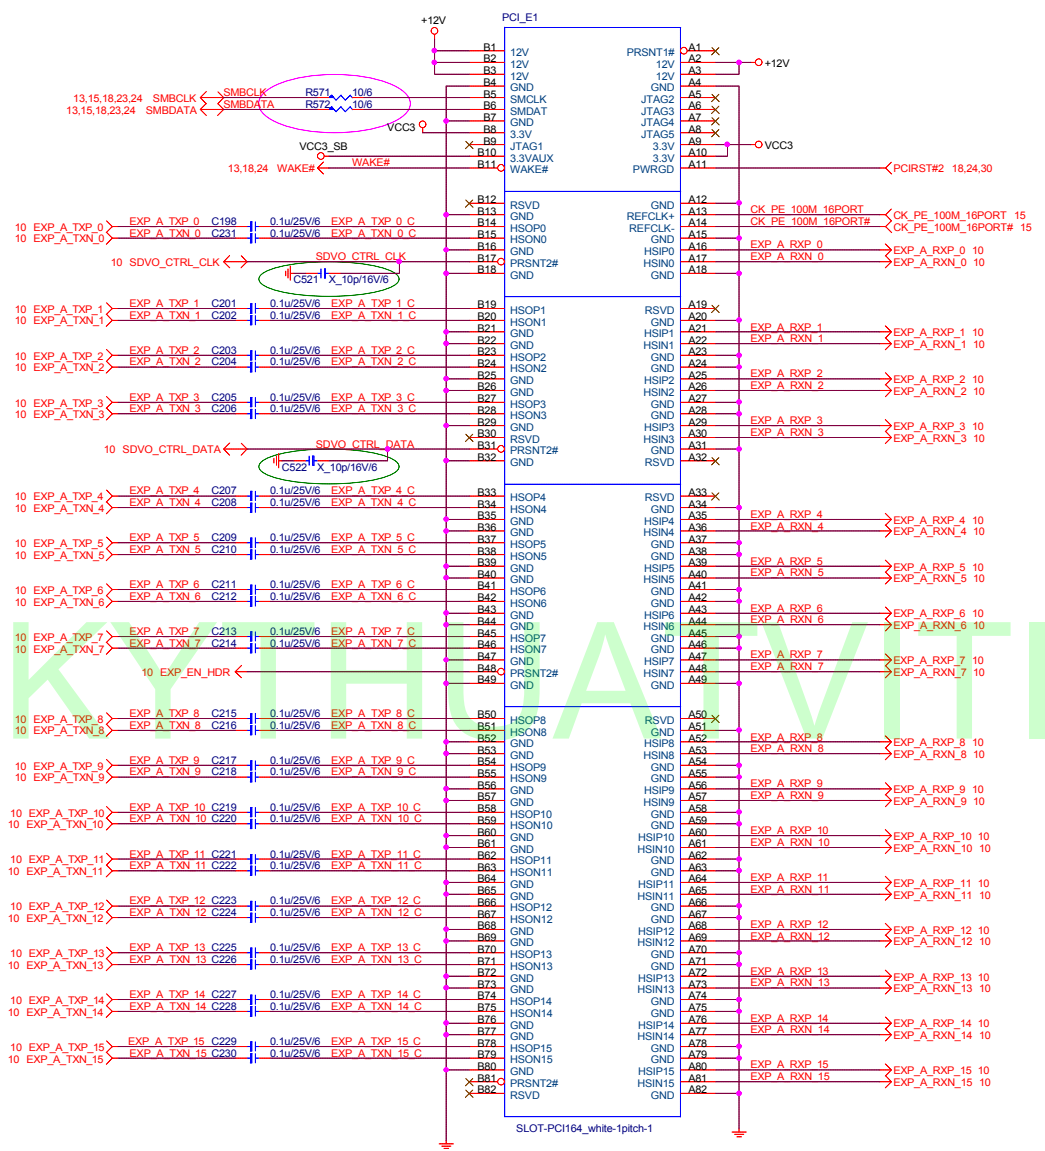 PCI_E1
+12V
B1 12V PRSNT1# A1
B2 12V 12V A2 +12V
B3 12V 12V A3
B4 GND GND A4
13,15,18,23,24 SMBCLK SMBCLK R571 10/6 B5 SMCLK JTAG2 A5
13,15,18,23,24 SMBDATA SMBDATA R572 10/6 B6 SMDAT JTAG3 A6
B7 GND JTAG4 A7
VCC3 B8 3.3V JTAG5 A8
B9 JTAG1 3.3V A9 VCC3
VCC3_SB B10 3.3VAUX 3.3V A10
13,18,24 WAKE# WAKE# B11 WAKE# PWRGD A11 PCIRST#2 18,24,30
B12 RSVD GND A12
B13 GND REFCLK+ A13 CK_PE_100M_16PORT CK_PE_100M_16PORT 15
10 EXP_A_TXP_0 EXP_A_TXP_0 C198 0.1u/25V/6 EXP_A_TXP_0_C B14 HSOP0 REFCLK- A14 CK_PE_100M_16PORT# CK_PE_100M_16PORT# 15
10 EXP_A_TXN_0 EXP_A_TXN_0 C231 0.1u/25V/6 EXP_A_TXN_0_C B15 HSON0 GND A15
B16 GND HSIP0 A16 EXP_A_RXP_0 EXP_A_RXP_0 10
10 SDVO_CTRL_CLK SDVO_CTRL_CLK B17 PRSNT2# HSIN0 A17 EXP_A_RXN_0 EXP_A_RXN_0 10
B18 GND GND A18
C521 X_10p/16V/6
10 EXP_A_TXP_1 EXP_A_TXP_1 C201 0.1u/25V/6 EXP_A_TXP_1_C B19 HSOP1 RSVD A19
10 EXP_A_TXN_1 EXP_A_TXN_1 C202 0.1u/25V/6 EXP_A_TXN_1_C B20 HSON1 GND A20
B21 GND HSIP1 A21 EXP_A_RXP_1 EXP_A_RXP_1 10
B22 GND HSIN1 A22 EXP_A_RXN_1 EXP_A_RXN_1 10
10 EXP_A_TXP_2 EXP_A_TXP_2 C203 0.1u/25V/6 EXP_A_TXP_2_C B23 HSOP2 GND A23
10 EXP_A_TXN_2 EXP_A_TXN_2 C204 0.1u/25V/6 EXP_A_TXN_2_C B24 HSON2 GND A24
B25 GND HSIP2 A25 EXP_A_RXP_2 EXP_A_RXP_2 10
B26 GND HSIN2 A26 EXP_A_RXN_2 EXP_A_RXN_2 10
10 EXP_A_TXP_3 EXP_A_TXP_3 C205 0.1u/25V/6 EXP_A_TXP_3_C B27 HSOP3 GND A27
10 EXP_A_TXN_3 EXP_A_TXN_3 C206 0.1u/25V/6 EXP_A_TXN_3_C B28 HSON3 GND A28
B29 GND HSIP3 A29 EXP_A_RXP_3 EXP_A_RXP_3 10
B30 RSVD HSIN3 A30 EXP_A_RXN_3 EXP_A_RXN_3 10
10 SDVO_CTRL_DATA SDVO_CTRL_DATA B31 PRSNT2# GND A31
B32 GND RSVD A32
C522 X_10p/16V/6
10 EXP_A_TXP_4 EXP_A_TXP_4 C207 0.1u/25V/6 EXP_A_TXP_4_C B33 HSOP4 RSVD A33
10 EXP_A_TXN_4 EXP_A_TXN_4 C208 0.1u/25V/6 EXP_A_TXN_4_C B34 HSON4 GND A34
B35 GND HSIP4 A35 EXP_A_RXP_4 EXP_A_RXP_4 10
B36 GND HSIN4 A36 EXP_A_RXN_4 EXP_A_RXN_4 10
10 EXP_A_TXP_5 EXP_A_TXP_5 C209 0.1u/25V/6 EXP_A_TXP_5_C B37 HSOP5 GND A37
10 EXP_A_TXN_5 EXP_A_TXN_5 C210 0.1u/25V/6 EXP_A_TXN_5_C B38 HSON5 GND A38
B39 GND HSIP5 A39 EXP_A_RXP_5 EXP_A_RXP_5 10
B40 GND HSIN5 A40 EXP_A_RXN_5 EXP_A_RXN_5 10
10 EXP_A_TXP_6 EXP_A_TXP_6 C211 0.1u/25V/6 EXP_A_TXP_6_C B41 HSOP6 GND A41
10 EXP_A_TXN_6 EXP_A_TXN_6 C212 0.1u/25V/6 EXP_A_TXN_6_C B42 HSON6 GND A42
B43 GND HSIP6 A43 EXP_A_RXP_6 EXP_A_RXP_6 10
B44 GND HSIN6 A44 EXP_A_RXN_6 EXP_A_RXN_6 10
10 EXP_A_TXP_7 EXP_A_TXP_7 C213 0.1u/25V/6 EXP_A_TXP_7_C B45 HSOP7 GND A45
10 EXP_A_TXN_7 EXP_A_TXN_7 C214 0.1u/25V/6 EXP_A_TXN_7_C B46 HSON7 GND A46
B47 GND HSIP7 A47 EXP_A_RXP_7 EXP_A_RXP_7 10
10 EXP_EN_HDR B48 PRSNT2# HSIN7 A48 EXP_A_RXN_7 EXP_A_RXN_7 10
B49 GND GND A49
KYTHUATVITI
10 EXP_A_TXP_8 EXP_A_TXP_8 C215 0.1u/25V/6 EXP_A_TXP_8_C B50 HSOP8 RSVD A50
10 EXP_A_TXN_8 EXP_A_TXN_8 C216 0.1u/25V/6 EXP_A_TXN_8_C B51 HSON8 GND A51
B52 GND HSIP8 A52 EXP_A_RXP_8 EXP_A_RXP_8 10
B53 GND HSIN8 A53 EXP_A_RXN_8 EXP_A_RXN_8 10
10 EXP_A_TXP_9 EXP_A_TXP_9 C217 0.1u/25V/6 EXP_A_TXP_9_C B54 HSOP9 GND A54
10 EXP_A_TXN_9 EXP_A_TXN_9 C218 0.1u/25V/6 EXP_A_TXN_9_C B55 HSON9 GND A55
B56 GND HSIP9 A56 EXP_A_RXP_9 EXP_A_RXP_9 10
B57 GND HSIN9 A57 EXP_A_RXN_9 EXP_A_RXN_9 10
10 EXP_A_TXP_10 EXP_A_TXP_10 C219 0.1u/25V/6 EXP_A_TXP_10_C B58 HSOP10 GND A58
10 EXP_A_TXN_10 EXP_A_TXN_10 C220 0.1u/25V/6 EXP_A_TXN_10_C B59 HSON10 GND A59
B60 GND HSIP10 A60 EXP_A_RXP_10 EXP_A_RXP_10 10
B61 GND HSIN10 A61 EXP_A_RXN_10 EXP_A_RXN_10 10
10 EXP_A_TXP_11 EXP_A_TXP_11 C221 0.1u/25V/6 EXP_A_TXP_11_C B62 HSOP11 GND A62
10 EXP_A_TXN_11 EXP_A_TXN_11 C222 0.1u/25V/6 EXP_A_TXN_11_C B63 HSON11 GND A63
B64 GND HSIP11 A64 EXP_A_RXP_11 EXP_A_RXP_11 10
B65 GND HSIN11 A65 EXP_A_RXN_11 EXP_A_RXN_11 10
10 EXP_A_TXP_12 EXP_A_TXP_12 C223 0.1u/25V/6 EXP_A_TXP_12_C B66 HSOP12 GND A66
10 EXP_A_TXN_12 EXP_A_TXN_12 C224 0.1u/25V/6 EXP_A_TXN_12_C B67 HSON12 GND A67
B68 GND HSIP12 A68 EXP_A_RXP_12 EXP_A_RXP_12 10
B69 GND HSIN12 A69 EXP_A_RXN_12 EXP_A_RXN_12 10
10 EXP_A_TXP_13 EXP_A_TXP_13 C225 0.1u/25V/6 EXP_A_TXP_13_C B70 HSOP13 GND A70
10 EXP_A_TXN_13 EXP_A_TXN_13 C226 0.1u/25V/6 EXP_A_TXN_13_C B71 HSON13 GND A71
B72 GND HSIP13 A72 EXP_A_RXP_13 EXP_A_RXP_13 10
B73 GND HSIN13 A73 EXP_A_RXN_13 EXP_A_RXN_13 10
10 EXP_A_TXP_14 EXP_A_TXP_14 C227 0.1u/25V/6 EXP_A_TXP_14_C B74 HSOP14 GND A74
10 EXP_A_TXN_14 EXP_A_TXN_14 C228 0.1u/25V/6 EXP_A_TXN_14_C B75 HSON14 GND A75
B76 GND HSIP14 A76 EXP_A_RXP_14 EXP_A_RXP_14 10
B77 GND HSIN14 A77 EXP_A_RXN_14 EXP_A_RXN_14 10
10 EXP_A_TXP_15 EXP_A_TXP_15 C229 0.1u/25V/6 EXP_A_TXP_15_C B78 HSOP15 GND A78
10 EXP_A_TXN_15 EXP_A_TXN_15 C230 0.1u/25V/6 EXP_A_TXN_15_C B79 HSON15 GND A79
B80 GND HSIP15 A80 EXP_A_RXP_15 EXP_A_RXP_15 10
B81 PRSNT2# HSIN15 A81 EXP_A_RXN_15 EXP_A_RXN_15 10
B82 RSVD GND A82
SLOT-PCI164_white-1pitch-1